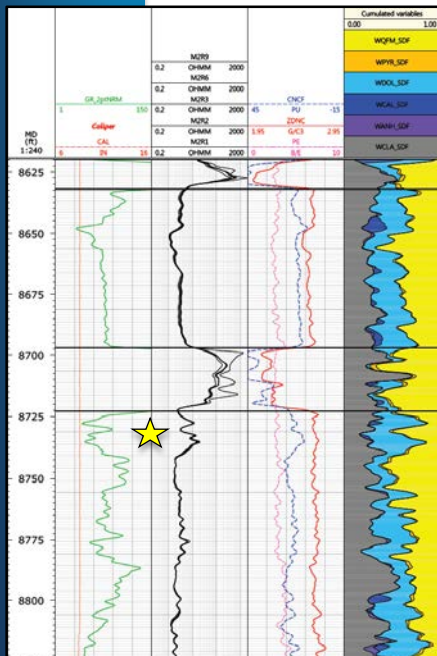 Cumulated variables
0.00 1.00
WQFM_SDF
WPYR_SDF
WDOL_SDF
WCAL_SDF
WANH_SDF
WCLA_SDF
M2R9
0.2 OHMM 2000
M2R6
0.2 OHMM 2000
M2R3
0.2 OHMM 2000
M2R2
0.2 OHMM 2000
M2R1
0.2 OHMM 2000
1 150
Caliper
CAL
6 IN 16
CNCF
45 PU -15
ZDNC
1.95 G/C3 2.95
PE
0 B/E 10
MD
(ft)
1:240
8625
8650
8675
8700
8725
8750
8775
8800